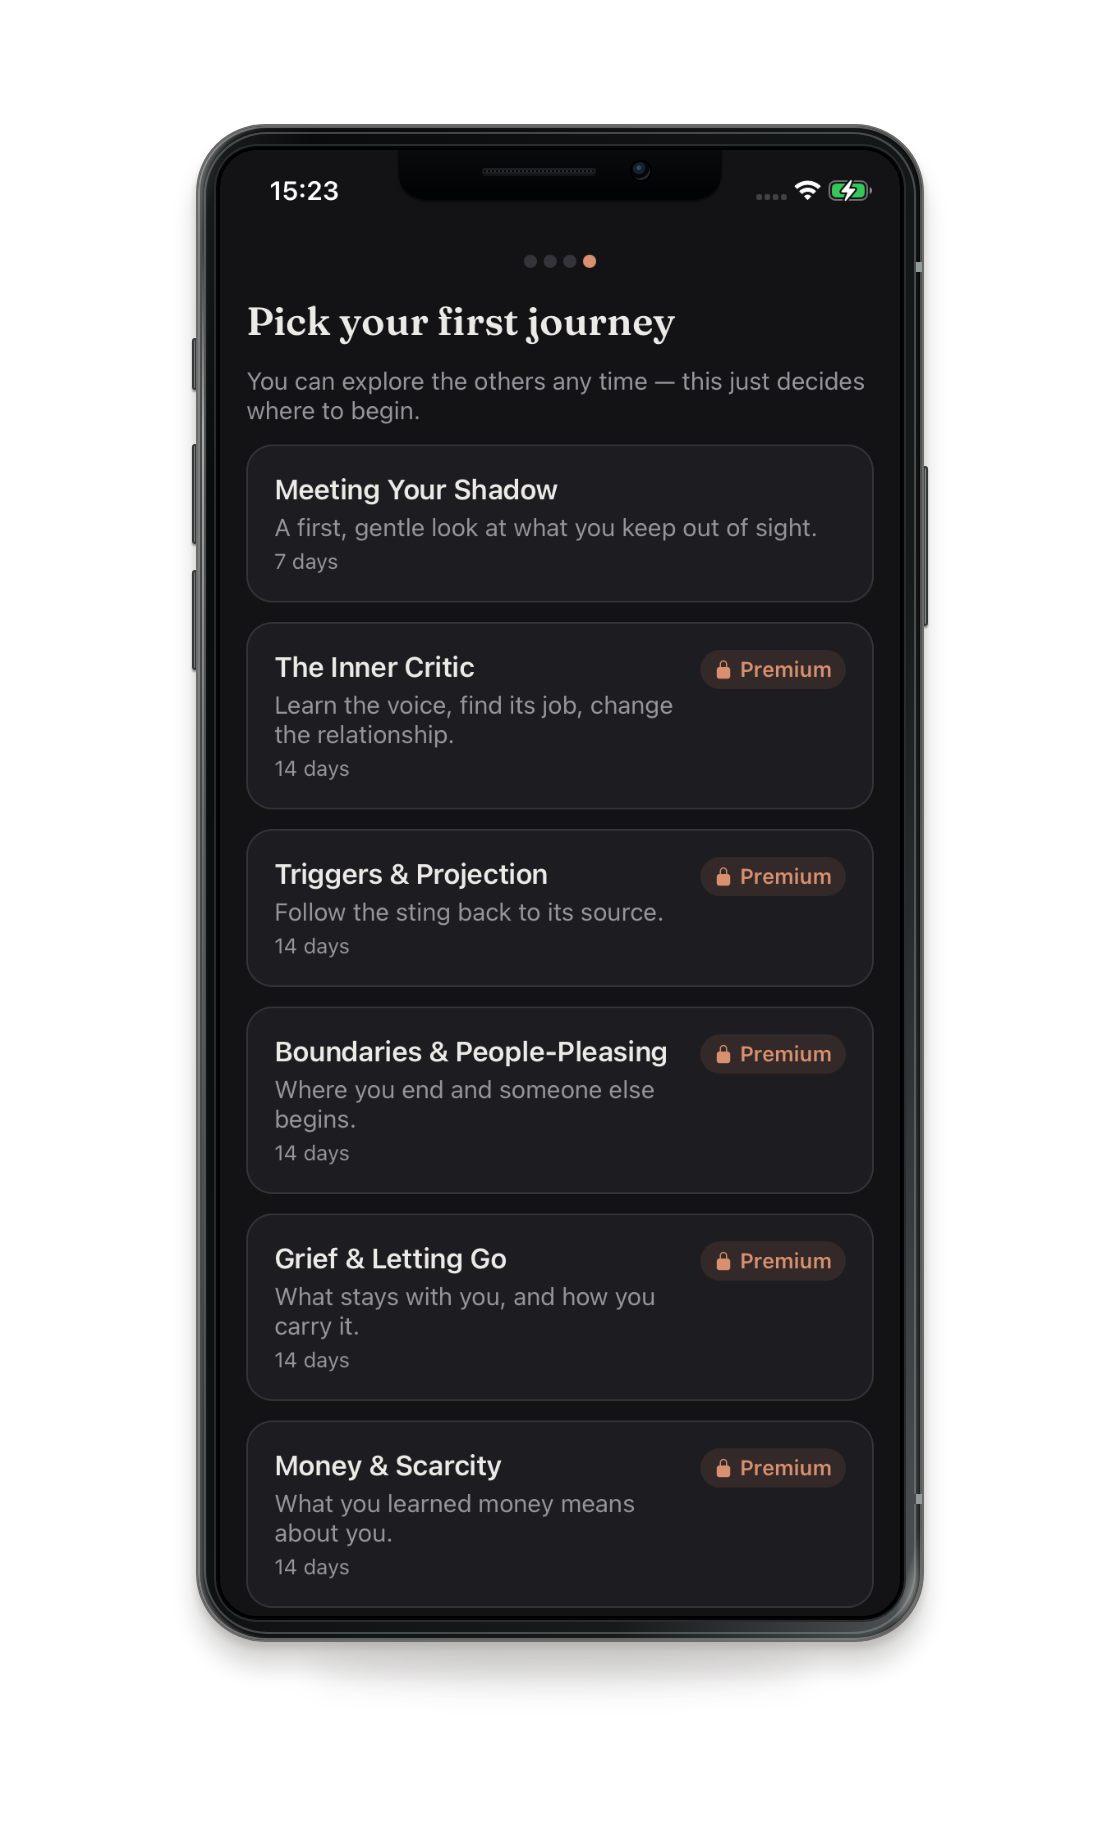 15:23
Pick your first journey
You can explore the others any time — this just decides
where to begin.
Meeting Your Shadow
A first, gentle look at what you keep out of sight.
7 days
The Inner Critic
Premium
Learn the voice, find its job, change
the relationship.
14 days
Triggers & Projection
Premium
Follow the sting back to its source.
14 days
Boundaries & People-Pleasing
Premium
Where you end and someone else
begins.
14 days
Grief & Letting Go
Premium
What stays with you, and how you
carry it.
14 days
Money & Scarcity
Premium
What you learned money means
about you.
14 days